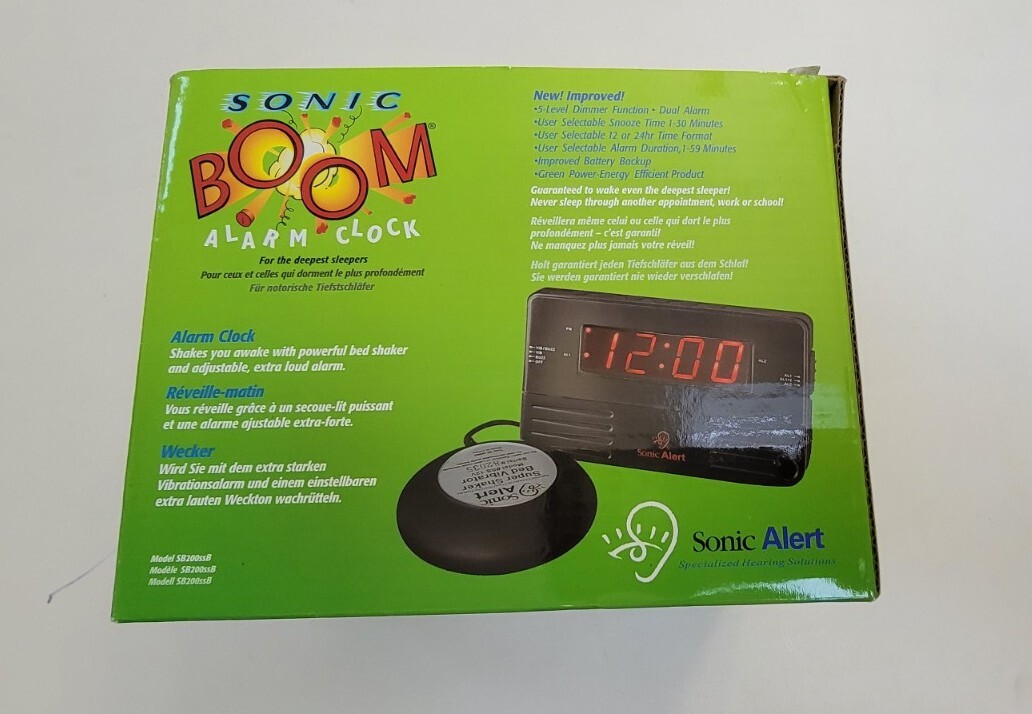 SONIC
BOOM®
ALARM CLOCK
For the deepest sleepers
Pour ceux et celles qui dorment le plus profondément
Für notorische Tiefstschläfer
Alarm Clock
Shakes you awake with powerful bed shaker
and adjustable, extra loud alarm.
Réveille-matin
Vous réveille grâce à un secoue-lit puissant
et une alarme ajustable extra-forte.
Wecker
Wird Sie mit dem extra starken
Vibrationsalarm und einem einstellbaren
extra lauten Weckton wachrütteln.
Model SB200ssB
Modèle SB200ssB
Modell SB200ssB
New! Improved!
•5-Level Dimmer Function • Dual Alarm
•User Selectable Snooze Time 1-30 Minutes
•User Selectable 12 or 24hr Time Format
•User Selectable Alarm Duration,1-59 Minutes
•Improved Battery Backup
•Green Power-Energy Efficient Product
Guaranteed to wake even the deepest sleeper!
Never sleep through another appointment, work or school!
Réveillera même celui ou celle qui dort le plus
profondément – c'est garanti!
Ne manquez plus jamais votre réveil!
Holt garantiert jeden Tiefschläfer aus dem Schlaf!
Sie werden garantiert nie wieder verschlafen!
PM
12:00
AL1
AL2
Sonic Alert
Sonic
Alert
Super Shaker
Bed Vibrator
Sonic Alert
Specialized Hearing Solutions